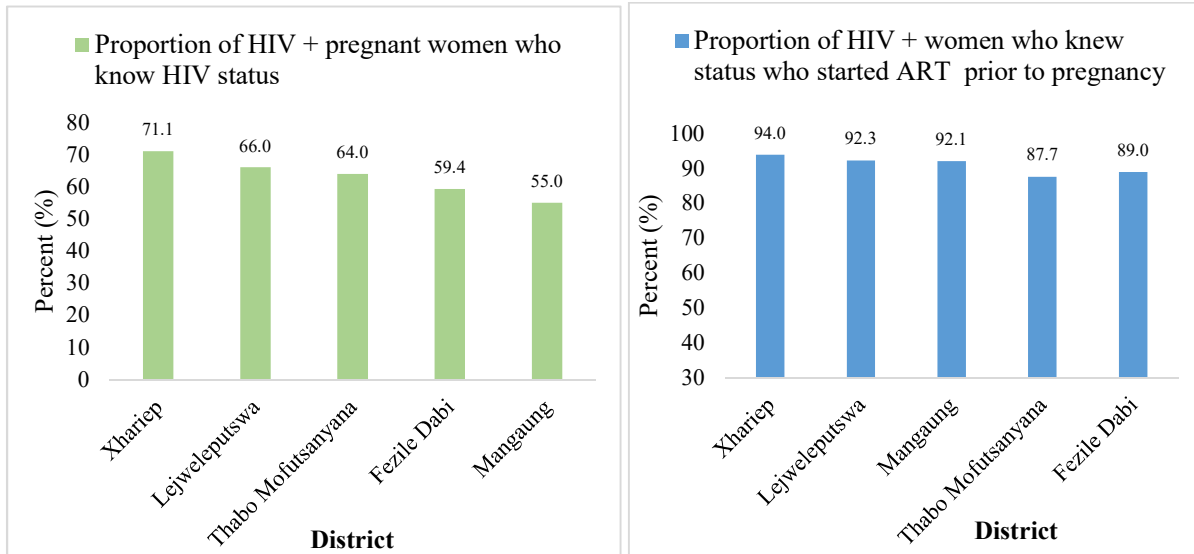 Proportion of HIV + pregnant women who
know HIV status
80
70
60
50
40
30
20
10
0
Percent (%)
71.1
66.0
64.0
59.4
55.0
Xhariep
Lejweleputswa
Thabo Mofutsanyana
Fezile Dabi
Mangaung
District
Proportion of HIV + women who knew
status who started ART prior to pregnancy
100
90
80
70
60
50
40
30
Percent (%)
94.0
92.3
92.1
87.7
89.0
Xhariep
Lejweleputswa
Mangaung
Thabo Mofutsanyana
Fezile Dabi
District